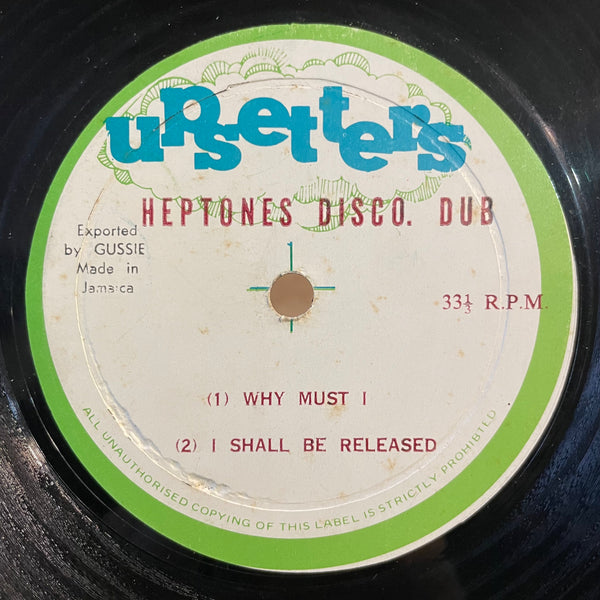 upsetters
HEPTONES DISCO. DUB
Exported
by GUSSIE
Made in
Jamaica
33⅓ R.P.M.
(1) WHY MUST I
(2) I SHALL BE RELEASED
ALL UNAUTHORISED COPYING OF THIS LABEL IS STRICTLY PROHIBITED